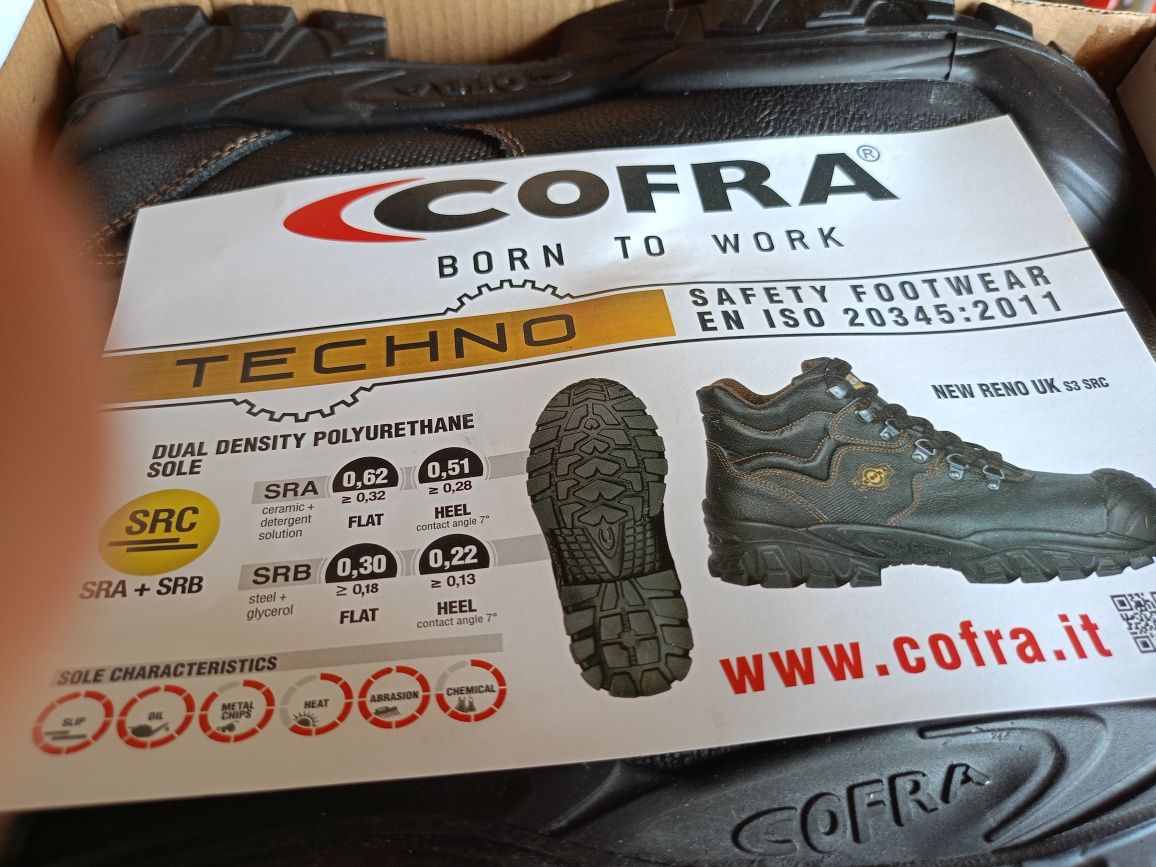 COFRA
COFRA®
BORN TO WORK
TECHNO
SAFETY FOOTWEAR
EN ISO 20345:2011
NEW RENO UK S3 SRC
DUAL DENSITY POLYURETHANE
SOLE
SRC
SRA + SRB
SRA
ceramic +
detergent
solution
0,62
≥ 0,32
FLAT
0,51
≥ 0,28
HEEL
contact angle 7°
SRB
steel +
glycerol
0,30
≥ 0,18
FLAT
0,22
≥ 0,13
HEEL
contact angle 7°
SOLE CHARACTERISTICS
SLIP
OIL
METAL
CHIPS
HEAT
ABRASION
CHEMICAL
www.cofra.it
COFRA